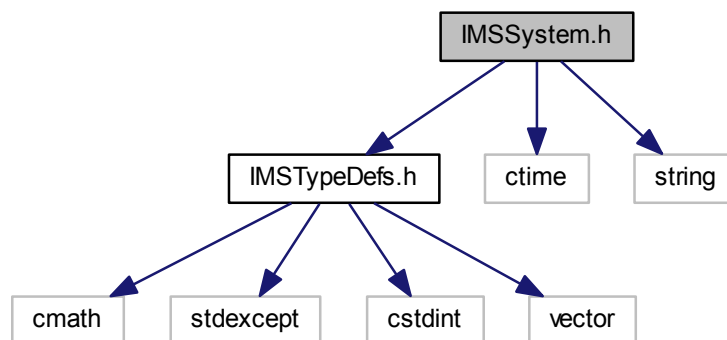 IMSSystem.h
IMSTypeDefs.h
ctime
string
cmath
stdexcept
cstdint
vector